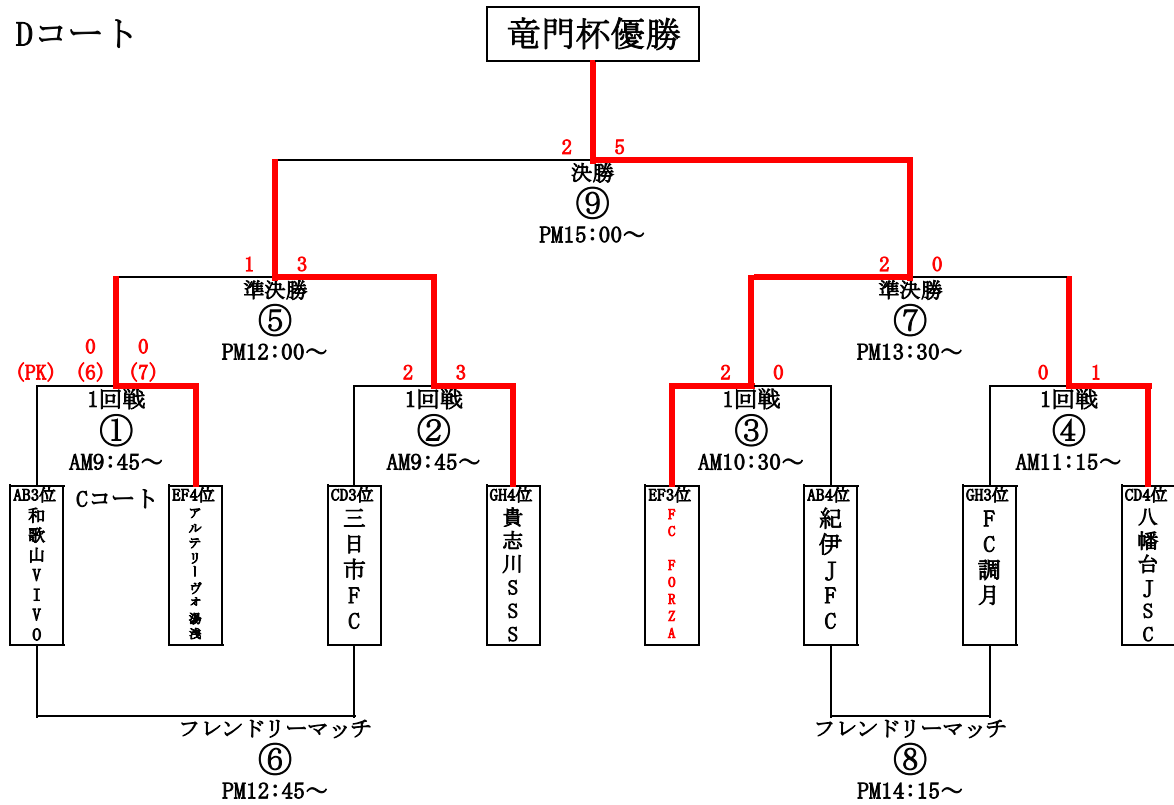 Dコート
竜門杯優勝
2 5
決勝
⑨
PM15:00～
1 3
準決勝
⑤
PM12:00～
2 0
準決勝
⑦
PM13:30～
0 0
(PK) (6) (7)
1回戦
①
AM9:45～
Cコート
2 3
1回戦
②
AM9:45～
2 0
1回戦
③
AM10:30～
0 1
1回戦
④
AM11:15～
AB3位
和歌山VIVO
EF4位
アルテリーヴォ湯浅
CD3位
三日市FC
GH4位
貴志川SSS
EF3位
FC FORZA
AB4位
紀伊JFC
GH3位
FC調月
CD4位
八幡台JSC
フレンドリーマッチ
⑥
PM12:45～
フレンドリーマッチ
⑧
PM14:15～